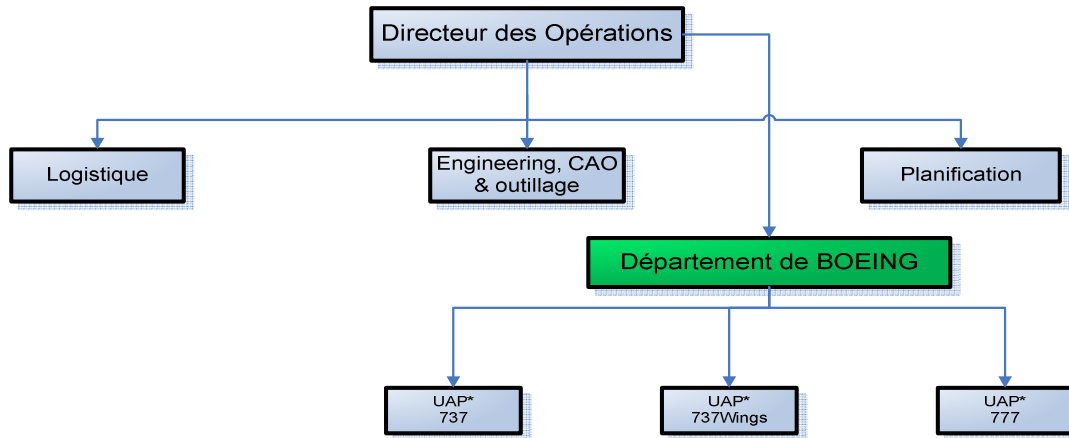 Directeur des Opérations
Logistique
Engineering, CAO
& outillage
Planification
Département de BOEING
UAP*
737
UAP*
737Wings
UAP*
777